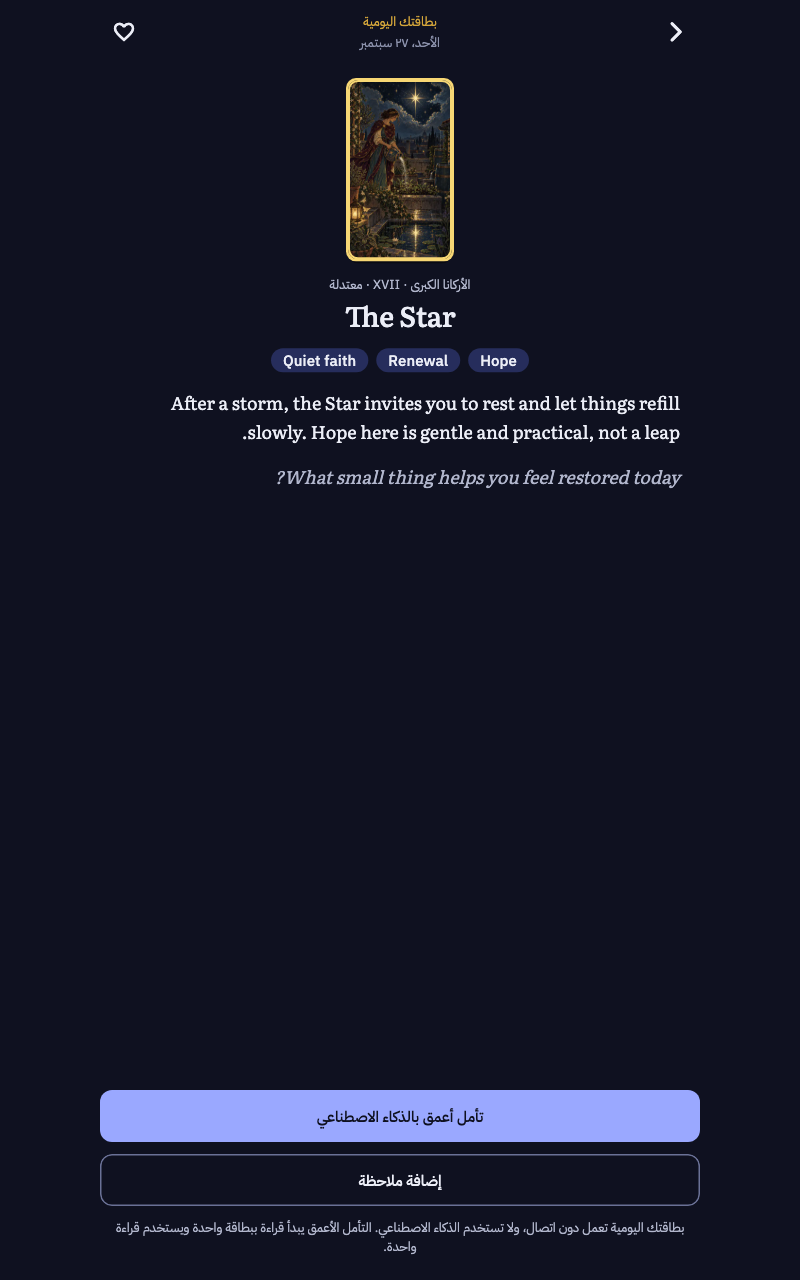 بطاقتك اليومية
الأحد، ٢٧ سبتمبر
الأركانا الكبرى · XVII · معتدلة
The Star
Hope Renewal Quiet faith
After a storm, the Star invites you to rest and let things refill
slowly. Hope here is gentle and practical, not a leap.
What small thing helps you feel restored today?
تأمل أعمق بالذكاء الاصطناعي
إضافة ملاحظة
بطاقتك اليومية تعمل دون اتصال، ولا تستخدم الذكاء الاصطناعي. التأمل الأعمق يبدأ قراءة ببطاقة واحدة ويستخدم قراءة
واحدة.